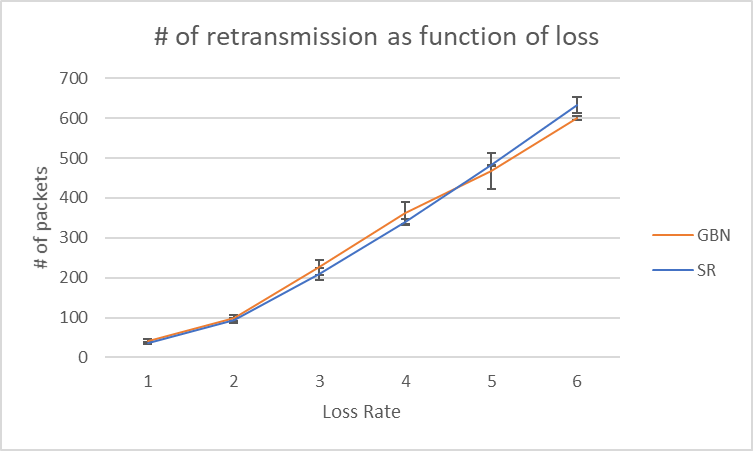 # of retransmission as function of loss
700
600
500
400
300
200
100
0
# of packets
1 2 3 4 5 6
Loss Rate
GBN
SR